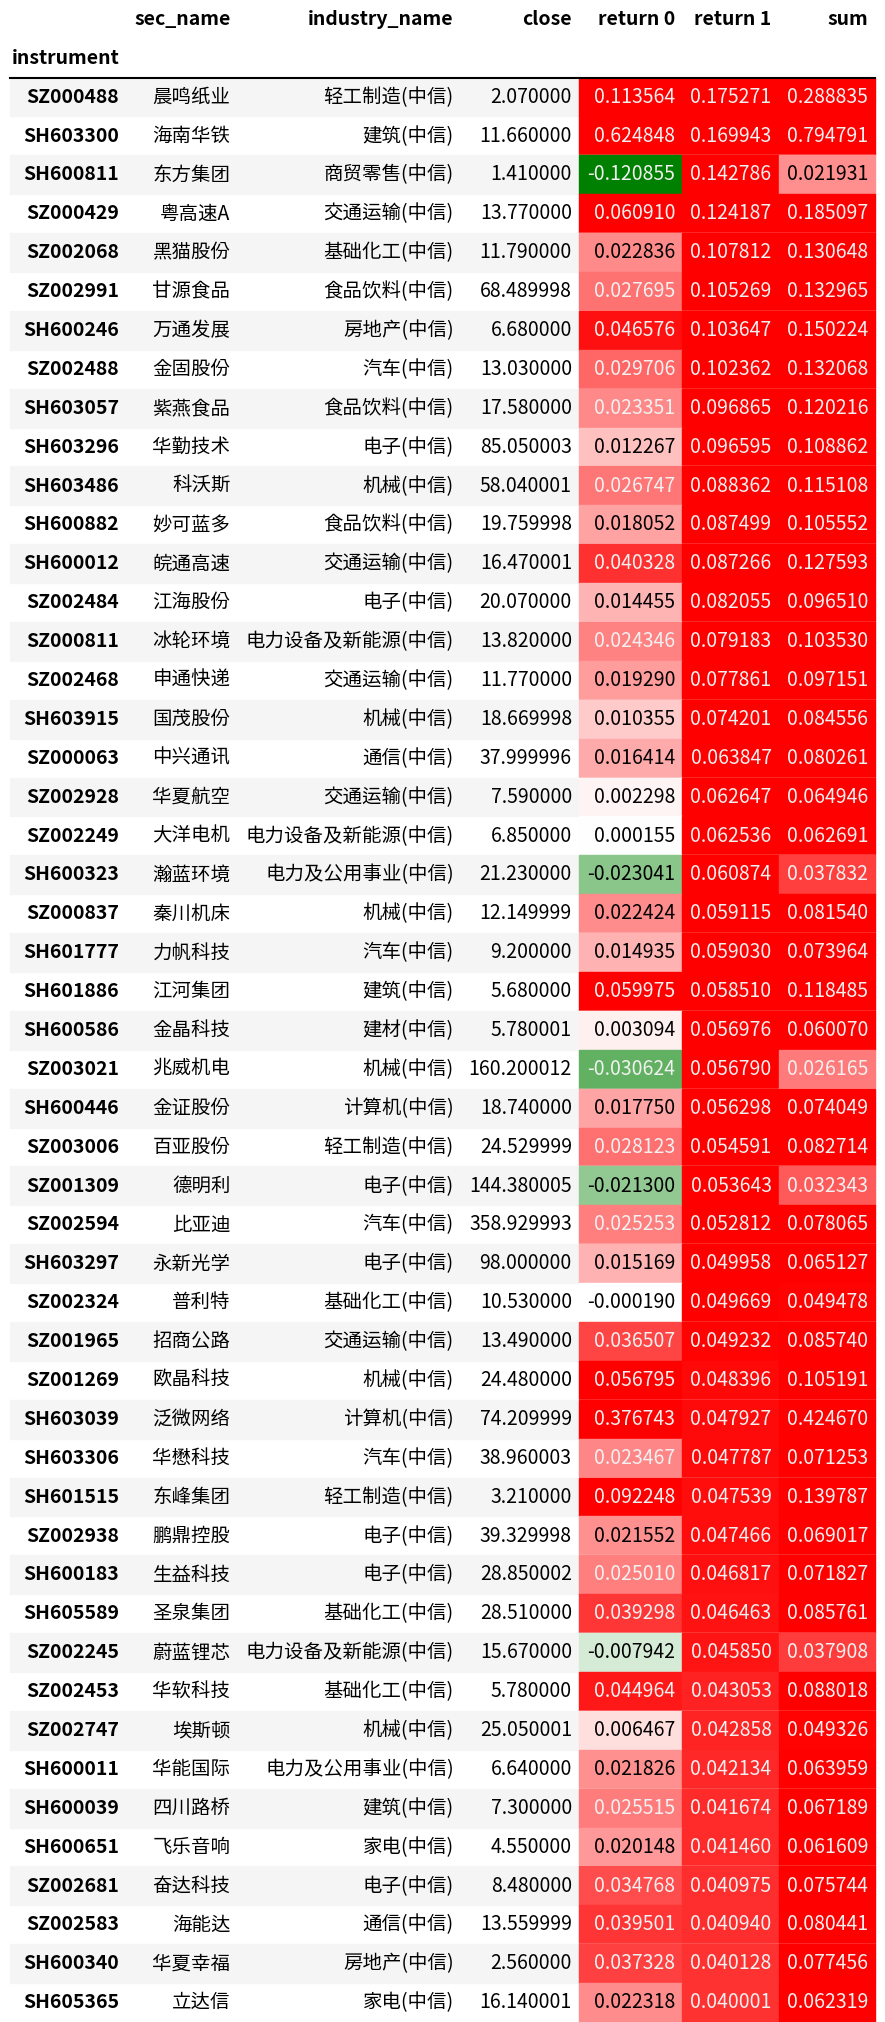 sec_name industry_name close return 0 return 1 sum
instrument
SZ000488 晨鸣纸业 轻工制造(中信) 2.070000 0.113564 0.175271 0.288835
SH603300 海南华铁 建筑(中信) 11.660000 0.624848 0.169943 0.794791
SH600811 东方集团 商贸零售(中信) 1.410000 -0.120855 0.142786 0.021931
SZ000429 粤高速A 交通运输(中信) 13.770000 0.060910 0.124187 0.185097
SZ002068 黑猫股份 基础化工(中信) 11.790000 0.022836 0.107812 0.130648
SZ002991 甘源食品 食品饮料(中信) 68.489998 0.027695 0.105269 0.132965
SH600246 万通发展 房地产(中信) 6.680000 0.046576 0.103647 0.150224
SZ002488 金固股份 汽车(中信) 13.030000 0.029706 0.102362 0.132068
SH603057 紫燕食品 食品饮料(中信) 17.580000 0.023351 0.096865 0.120216
SH603296 华勤技术 电子(中信) 85.050003 0.012267 0.096595 0.108862
SH603486 科沃斯 机械(中信) 58.040001 0.026747 0.088362 0.115108
SH600882 妙可蓝多 食品饮料(中信) 19.759998 0.018052 0.087499 0.105552
SH600012 皖通高速 交通运输(中信) 16.470001 0.040328 0.087266 0.127593
SZ002484 江海股份 电子(中信) 20.070000 0.014455 0.082055 0.096510
SZ000811 冰轮环境 电力设备及新能源(中信) 13.820000 0.024346 0.079183 0.103530
SZ002468 申通快递 交通运输(中信) 11.770000 0.019290 0.077861 0.097151
SH603915 国茂股份 机械(中信) 18.669998 0.010355 0.074201 0.084556
SZ000063 中兴通讯 通信(中信) 37.999996 0.016414 0.063847 0.080261
SZ002928 华夏航空 交通运输(中信) 7.590000 0.002298 0.062647 0.064946
SZ002249 大洋电机 电力设备及新能源(中信) 6.850000 0.000155 0.062536 0.062691
SH600323 瀚蓝环境 电力及公用事业(中信) 21.230000 -0.023041 0.060874 0.037832
SZ000837 秦川机床 机械(中信) 12.149999 0.022424 0.059115 0.081540
SH601777 力帆科技 汽车(中信) 9.200000 0.014935 0.059030 0.073964
SH601886 江河集团 建筑(中信) 5.680000 0.059975 0.058510 0.118485
SH600586 金晶科技 建材(中信) 5.780001 0.003094 0.056976 0.060070
SZ003021 兆威机电 机械(中信) 160.200012 -0.030624 0.056790 0.026165
SH600446 金证股份 计算机(中信) 18.740000 0.017750 0.056298 0.074049
SZ003006 百亚股份 轻工制造(中信) 24.529999 0.028123 0.054591 0.082714
SZ001309 德明利 电子(中信) 144.380005 -0.021300 0.053643 0.032343
SZ002594 比亚迪 汽车(中信) 358.929993 0.025253 0.052812 0.078065
SH603297 永新光学 电子(中信) 98.000000 0.015169 0.049958 0.065127
SZ002324 普利特 基础化工(中信) 10.530000 -0.000190 0.049669 0.049478
SZ001965 招商公路 交通运输(中信) 13.490000 0.036507 0.049232 0.085740
SZ001269 欧晶科技 机械(中信) 24.480000 0.056795 0.048396 0.105191
SH603039 泛微网络 计算机(中信) 74.209999 0.376743 0.047927 0.424670
SH603306 华懋科技 汽车(中信) 38.960003 0.023467 0.047787 0.071253
SH601515 东峰集团 轻工制造(中信) 3.210000 0.092248 0.047539 0.139787
SZ002938 鹏鼎控股 电子(中信) 39.329998 0.021552 0.047466 0.069017
SH600183 生益科技 电子(中信) 28.850002 0.025010 0.046817 0.071827
SH605589 圣泉集团 基础化工(中信) 28.510000 0.039298 0.046463 0.085761
SZ002245 蔚蓝锂芯 电力设备及新能源(中信) 15.670000 -0.007942 0.045850 0.037908
SZ002453 华软科技 基础化工(中信) 5.780000 0.044964 0.043053 0.088018
SZ002747 埃斯顿 机械(中信) 25.050001 0.006467 0.042858 0.049326
SH600011 华能国际 电力及公用事业(中信) 6.640000 0.021826 0.042134 0.063959
SH600039 四川路桥 建筑(中信) 7.300000 0.025515 0.041674 0.067189
SH600651 飞乐音响 家电(中信) 4.550000 0.020148 0.041460 0.061609
SZ002681 奋达科技 电子(中信) 8.480000 0.034768 0.040975 0.075744
SZ002583 海能达 通信(中信) 13.559999 0.039501 0.040940 0.080441
SH600340 华夏幸福 房地产(中信) 2.560000 0.037328 0.040128 0.077456
SH605365 立达信 家电(中信) 16.140001 0.022318 0.040001 0.062319